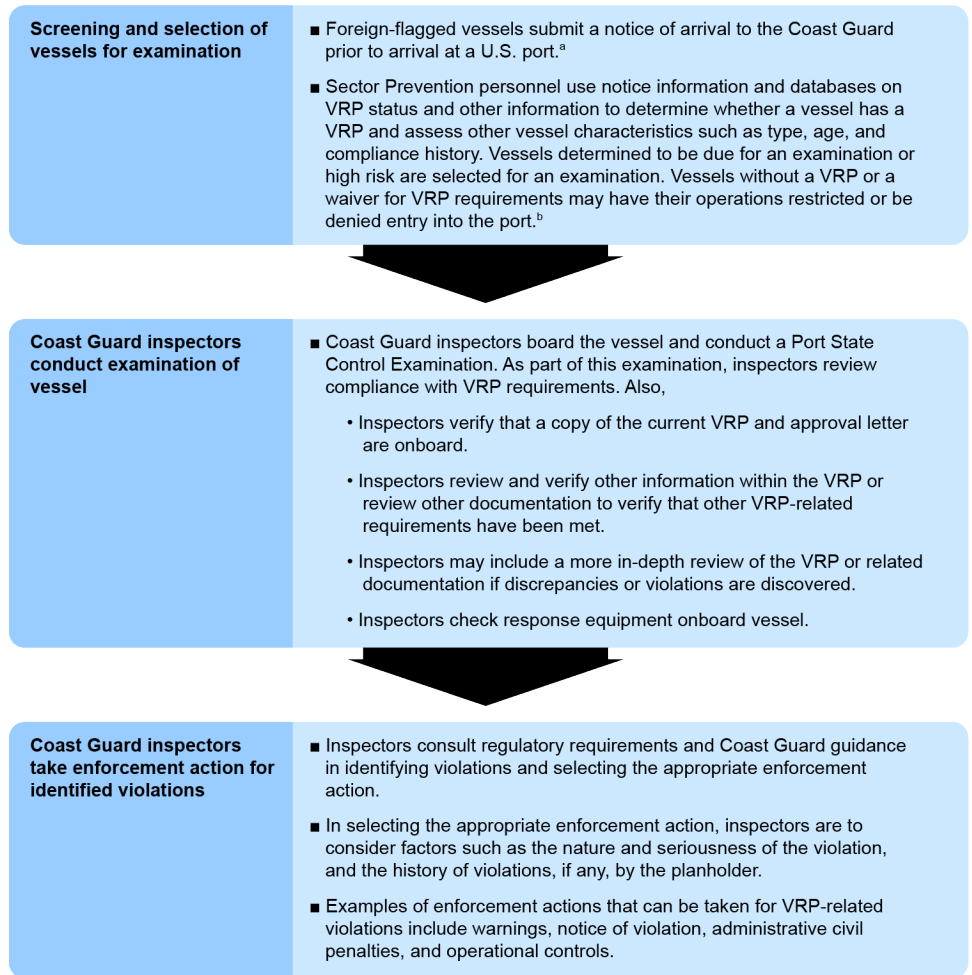 Screening and selection of
vessels for examination
■ Foreign-flagged vessels submit a notice of arrival to the Coast Guard
prior to arrival at a U.S. port.a
■ Sector Prevention personnel use notice information and databases on
VRP status and other information to determine whether a vessel has a
VRP and assess other vessel characteristics such as type, age, and
compliance history. Vessels determined to be due for an examination or
high risk are selected for an examination. Vessels without a VRP or a
waiver for VRP requirements may have their operations restricted or be
denied entry into the port.b
Coast Guard inspectors
conduct examination of
vessel
■ Coast Guard inspectors board the vessel and conduct a Port State
Control Examination. As part of this examination, inspectors review
compliance with VRP requirements. Also,
• Inspectors verify that a copy of the current VRP and approval letter
are onboard.
• Inspectors review and verify other information within the VRP or
review other documentation to verify that other VRP-related
requirements have been met.
• Inspectors may include a more in-depth review of the VRP or related
documentation if discrepancies or violations are discovered.
• Inspectors check response equipment onboard vessel.
Coast Guard inspectors
take enforcement action for
identified violations
■ Inspectors consult regulatory requirements and Coast Guard guidance
in identifying violations and selecting the appropriate enforcement
action.
■ In selecting the appropriate enforcement action, inspectors are to
consider factors such as the nature and seriousness of the violation,
and the history of violations, if any, by the planholder.
■ Examples of enforcement actions that can be taken for VRP-related
violations include warnings, notice of violation, administrative civil
penalties, and operational controls.